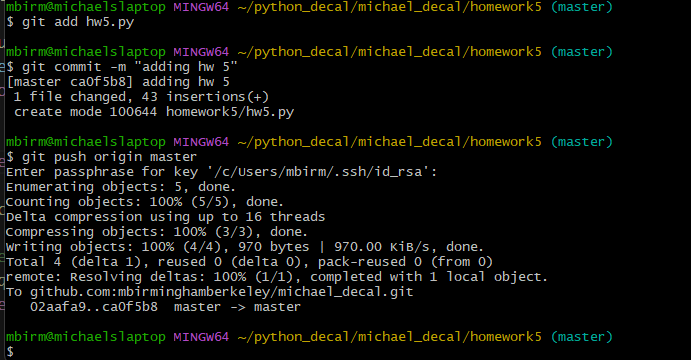 mbirm@michaelslaptop MINGW64 ~/python_decal/michael_decal/homework5 (master)
$ git add hw5.py
mbirm@michaelslaptop MINGW64 ~/python_decal/michael_decal/homework5 (master)
$ git commit -m "adding hw 5"
[master ca0f5b8] adding hw 5
 1 file changed, 43 insertions(+)
 create mode 100644 homework5/hw5.py
mbirm@michaelslaptop MINGW64 ~/python_decal/michael_decal/homework5 (master)
$ git push origin master
Enter passphrase for key '/c/Users/mbirm/.ssh/id_rsa':
Enumerating objects: 5, done.
Counting objects: 100% (5/5), done.
Delta compression using up to 16 threads
Compressing objects: 100% (3/3), done.
Writing objects: 100% (4/4), 970 bytes | 970.00 KiB/s, done.
Total 4 (delta 1), reused 0 (delta 0), pack-reused 0 (from 0)
remote: Resolving deltas: 100% (1/1), completed with 1 local object.
To github.com:mbirminghamberkeley/michael_decal.git
   02aafa9..ca0f5b8  master -> master
mbirm@michaelslaptop MINGW64 ~/python_decal/michael_decal/homework5 (master)
$